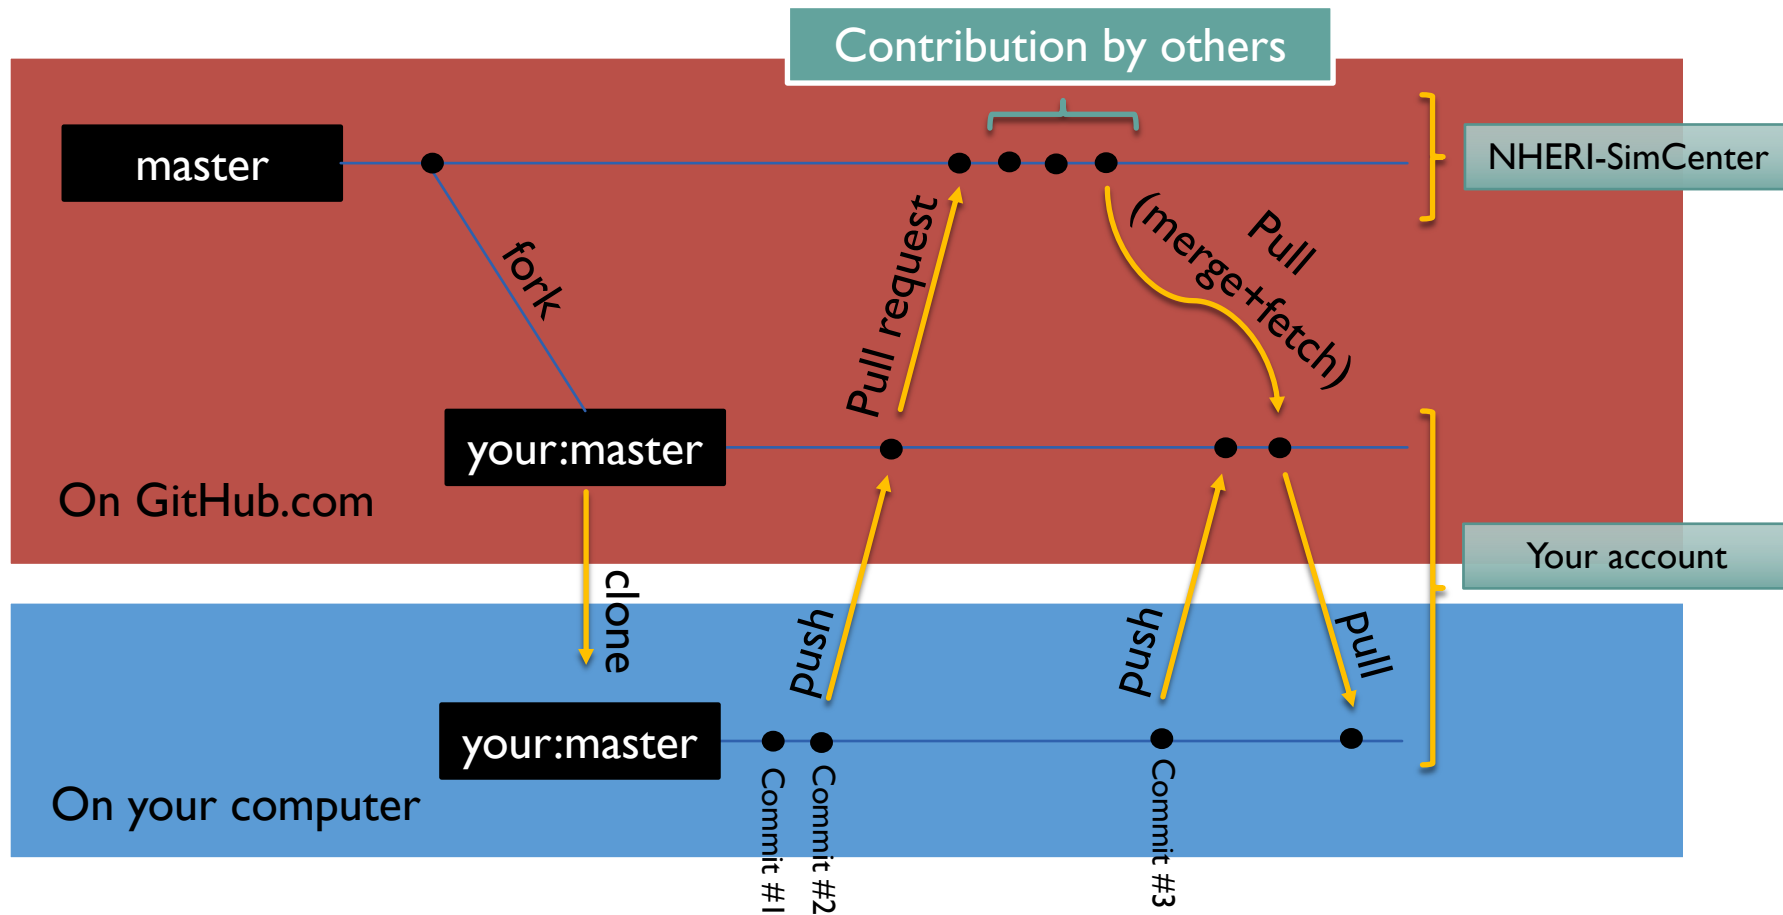 Contribution by others
master
NHERI-SimCenter
fork
Pull request
Pull
(merge+fetch)
your:master
On GitHub.com
Your account
clone
push
push
pull
your:master
On your computer
Commit #1
Commit #2
Commit #3